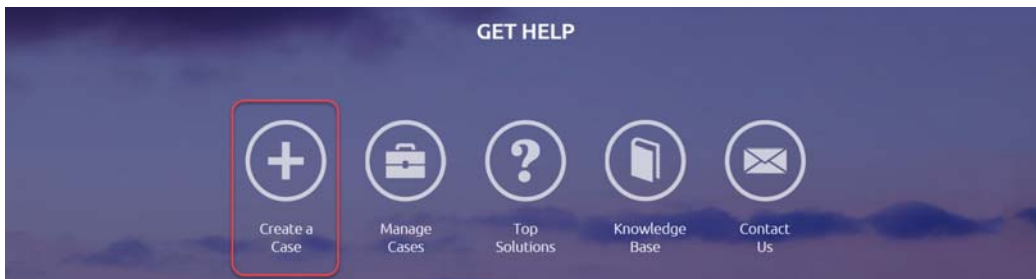 GET HELP
Create a
Case
Manage
Cases
Top
Solutions
Knowledge
Base
Contact
Us